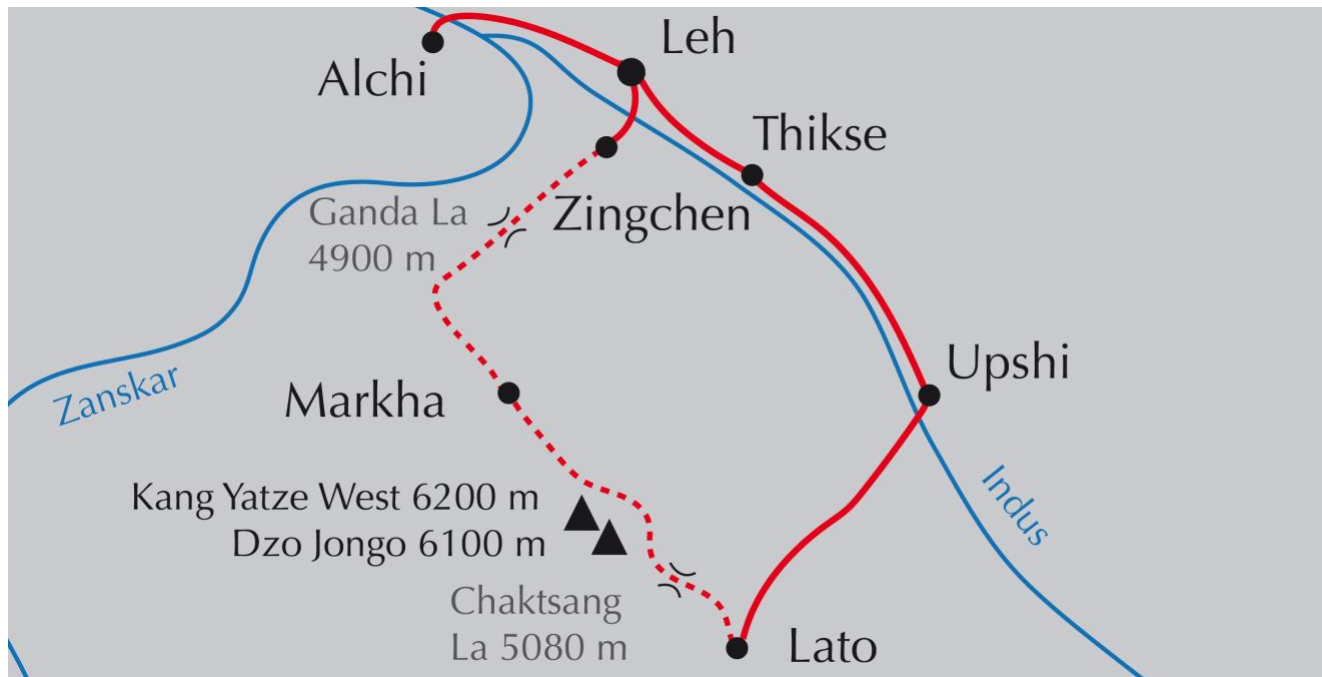 Leh
Alchi
Thikse
Ganda La
4900 m
Zingchen
Upshi
Zanskar
Markha
Kang Yatze West 6200 m
Dzo Jongo 6100 m
Indus
Chaktsang
La 5080 m
Lato